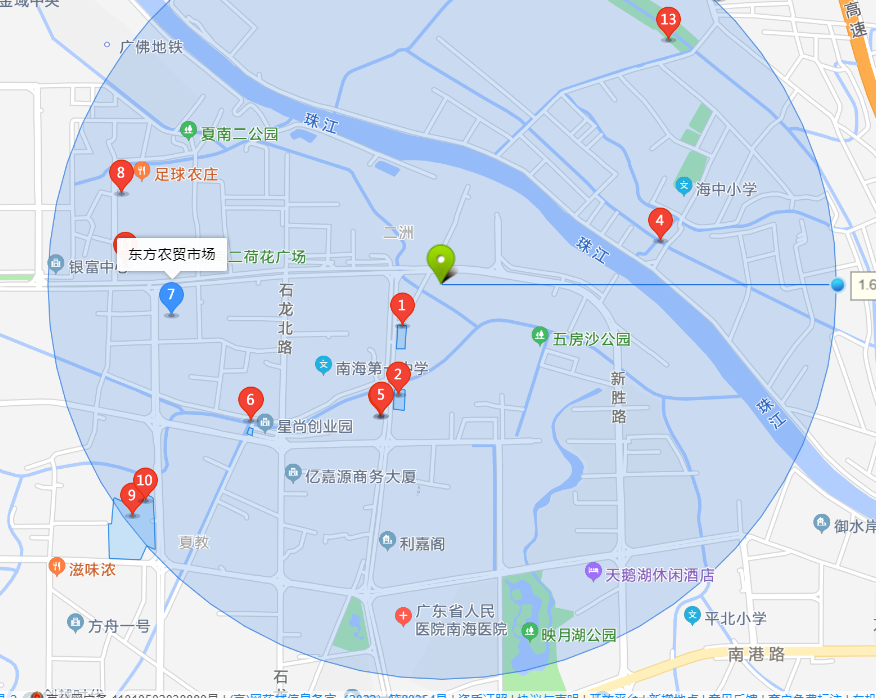 高速
13
广佛地铁
珠江
夏南二公园
8
足球农庄
海中小学
4
二洲
珠江
东方农贸市场
二荷花广场
银富中心
7
石龙北路
1.6
1
五房沙公园
南海第一中学
2
5
新胜路
6
星尚创业园
珠江
亿嘉源商务大厦
10
9
御水岸
夏教
利嘉阁
滋味浓
天鹅湖休闲酒店
广东省人民
医院南海医院
方舟一号
平北小学
映月湖公园
南港路
石